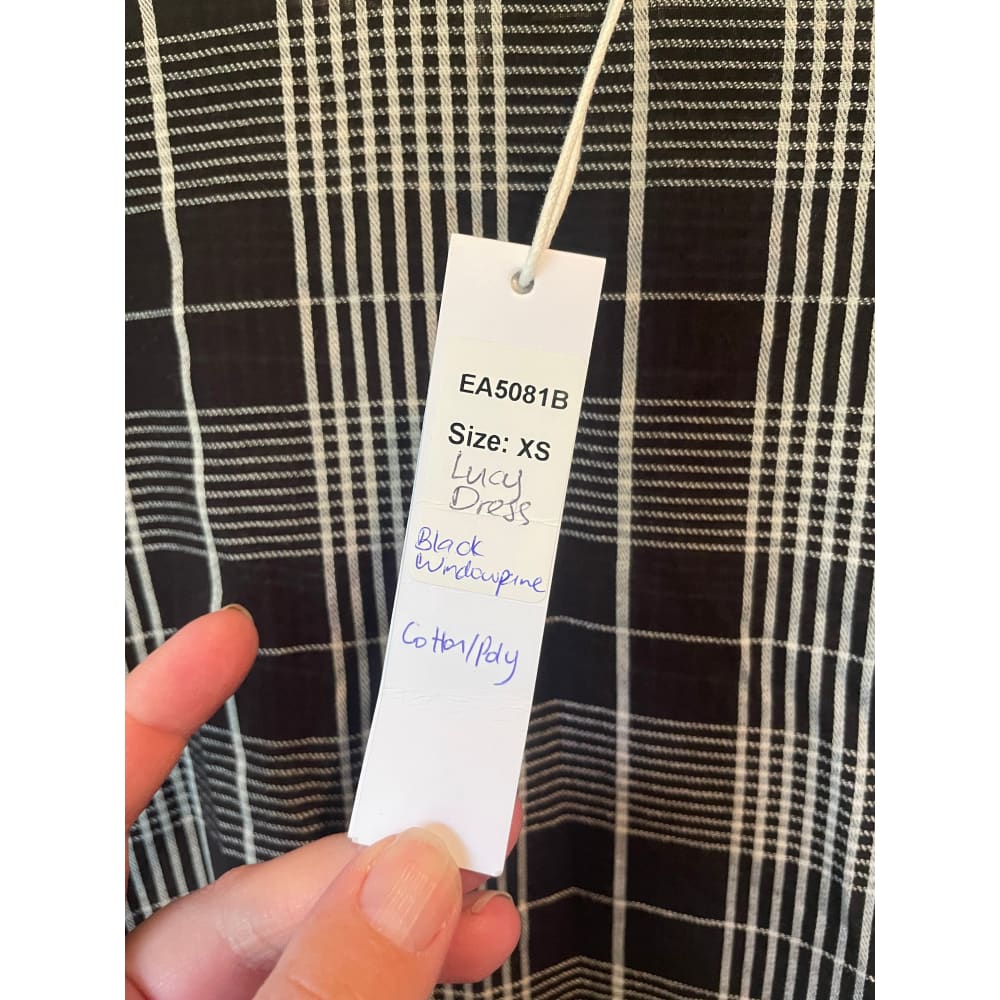 EA5081B
Size: XS
Lucy
Dress
Black
Windowpane
Cotton/Poly